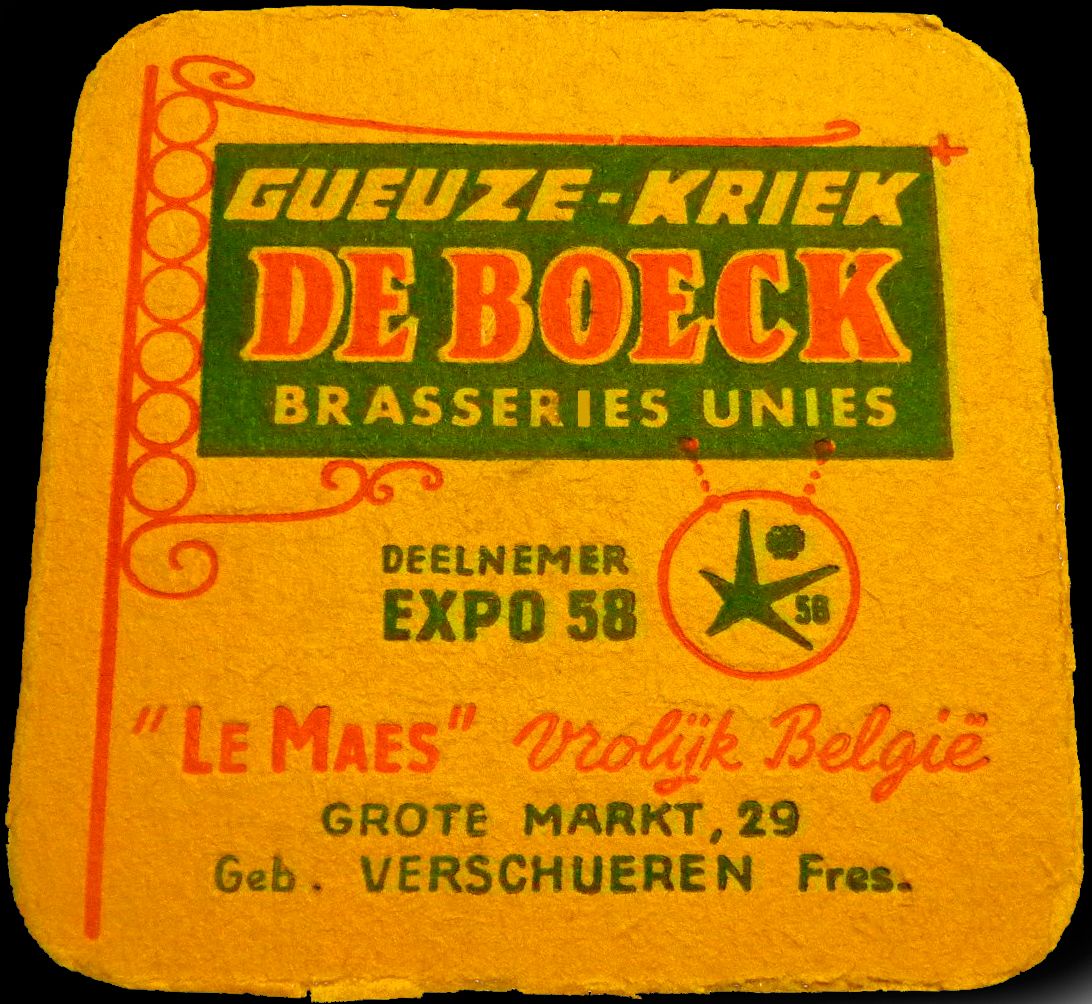 GUEUZE-KRIEK
DE BOECK
BRASSERIES UNIES
DEELNEMER
EXPO 58
58
"LE MAES" Vrolijk België
GROTE MARKT, 29
Geb. VERSCHUEREN Fres.